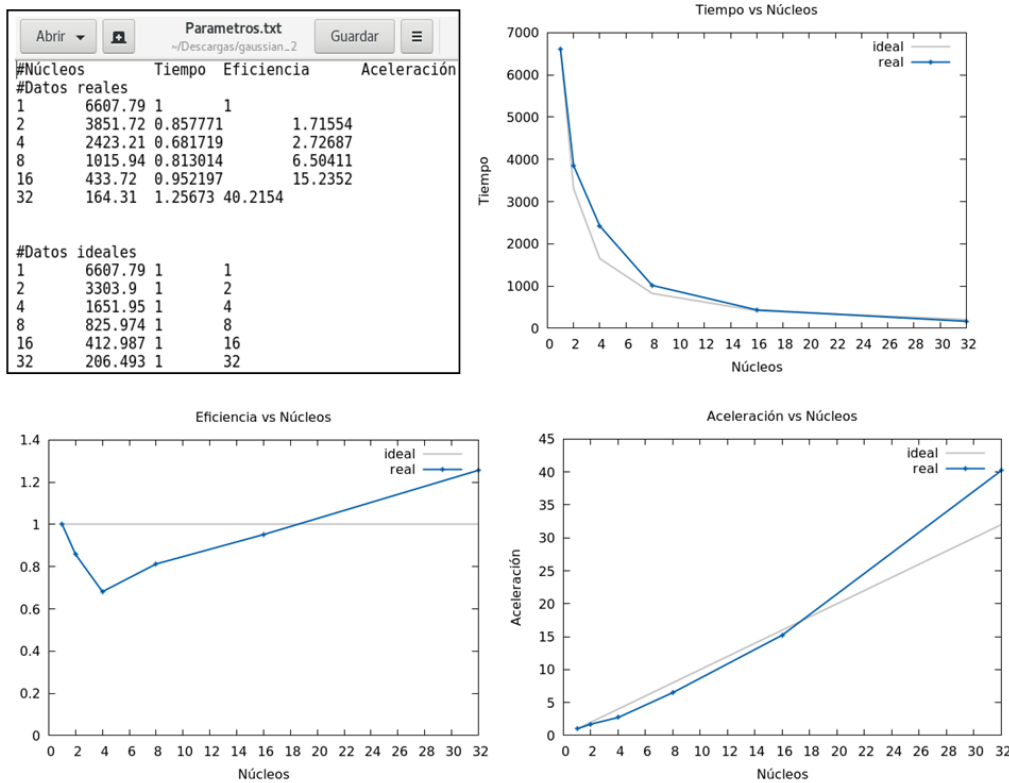 Abrir
Parametros.txt
~/Descargas/gaussian_2
Guardar
#Núcleos Tiempo Eficiencia Aceleración
#Datos reales
1 6607.79 1 1
2 3851.72 0.857771 1.71554
4 2423.21 0.681719 2.72687
8 1015.94 0.813014 6.50411
16 433.72 0.952197 15.2352
32 164.31 1.25673 40.2154
#Datos ideales
1 6607.79 1 1
2 3303.9 1 2
4 1651.95 1 4
8 825.974 1 8
16 412.987 1 16
32 206.493 1 32
Tiempo vs Núcleos
ideal
real
Tiempo
7000
6000
5000
4000
3000
2000
1000
0
0 2 4 6 8 10 12 14 16 18 20 22 24 26 28 30 32
Núcleos
Eficiencia vs Núcleos
ideal
real
1.4
1.2
1
0.8
0.6
0.4
0.2
0
0 2 4 6 8 10 12 14 16 18 20 22 24 26 28 30 32
Núcleos
Aceleración vs Núcleos
ideal
real
Aceleración
45
40
35
30
25
20
15
10
5
0
0 2 4 6 8 10 12 14 16 18 20 22 24 26 28 30 32
Núcleos